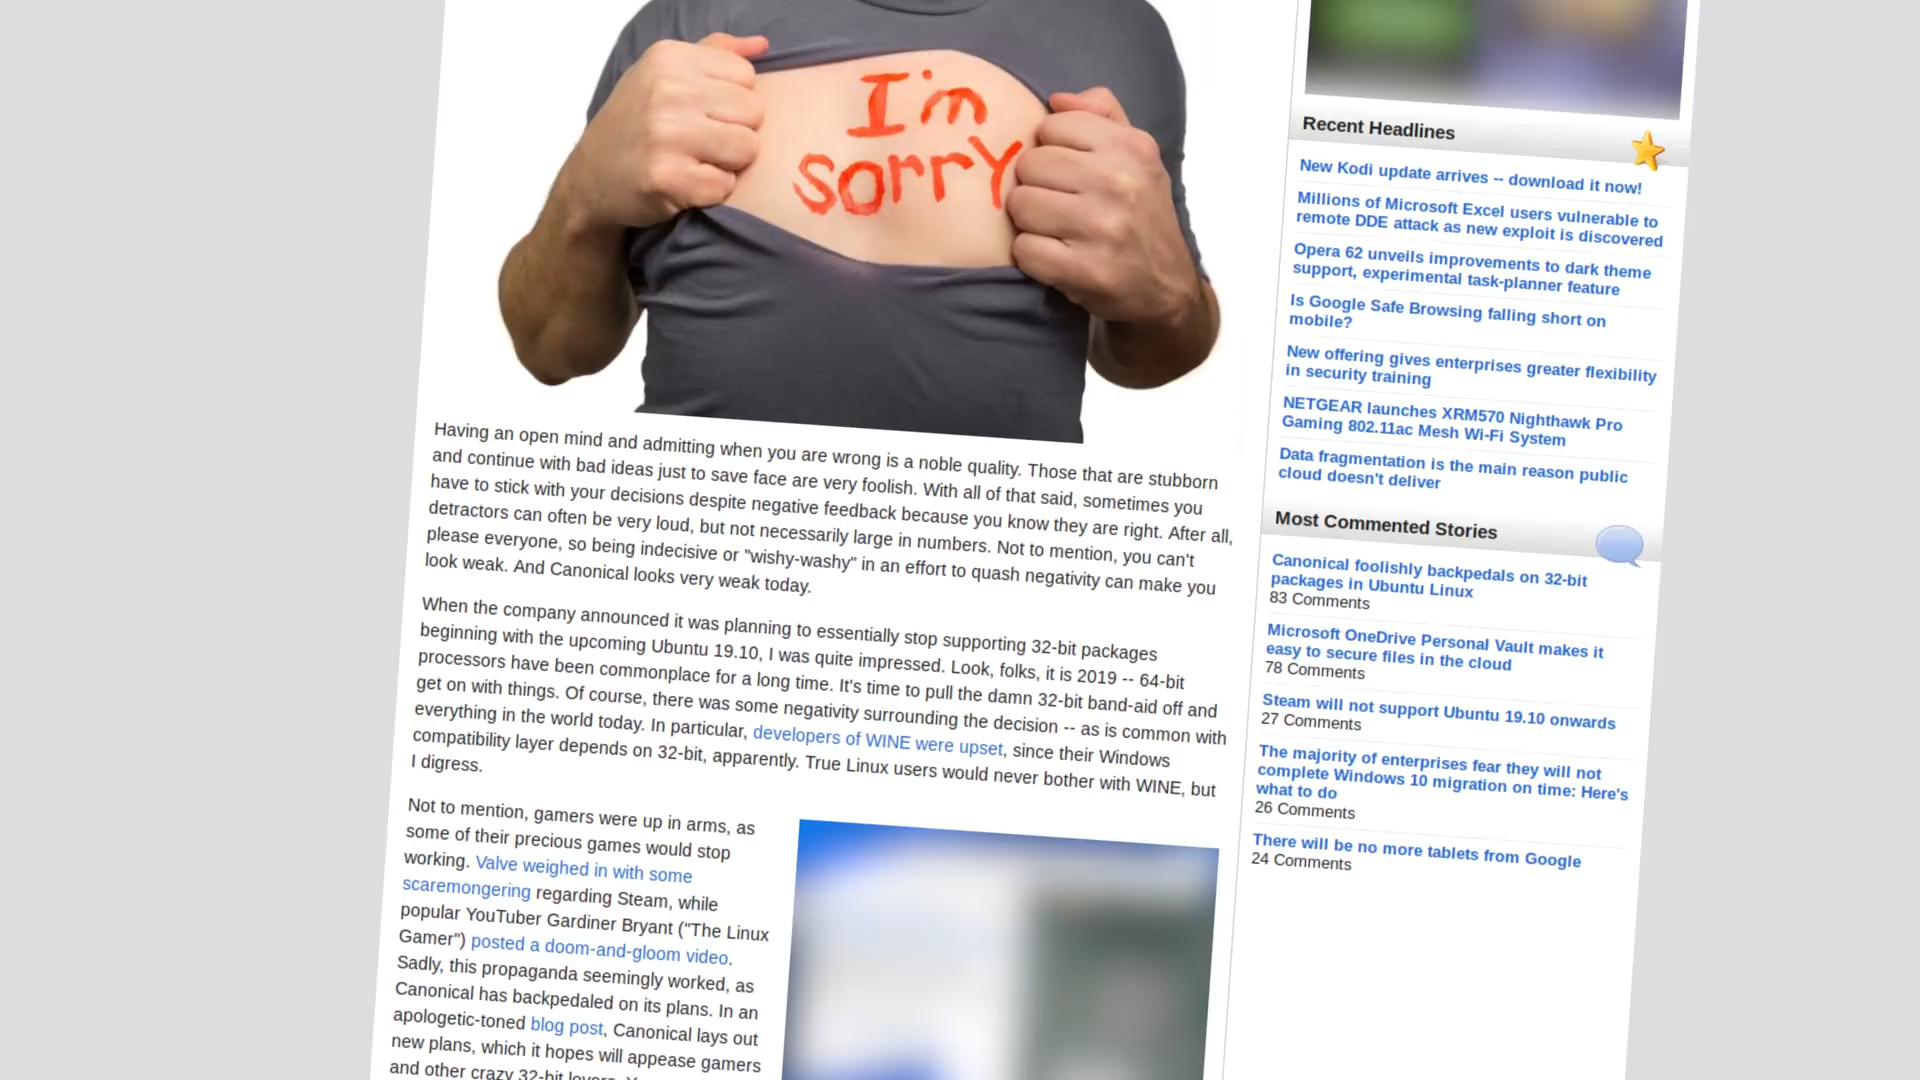 I'm
sorry
Having an open mind and admitting when you are wrong is a noble quality. Those that are stubborn
and continue with bad ideas just to save face are very foolish. With all of that said, sometimes you
have to stick with your decisions despite negative feedback because you know they are right. After all,
detractors can often be very loud, but not necessarily large in numbers. Not to mention, you can't
please everyone, so being indecisive or "wishy-washy" in an effort to quash negativity can make you
look weak. And Canonical looks very weak today.
When the company announced it was planning to essentially stop supporting 32-bit packages
beginning with the upcoming Ubuntu 19.10, I was quite impressed. Look, folks, it is 2019 -- 64-bit
processors have been commonplace for a long time. It's time to pull the damn 32-bit band-aid off and
get on with things. Of course, there was some negativity surrounding the decision -- as is common with
everything in the world today. In particular, developers of WINE were upset, since their Windows
compatibility layer depends on 32-bit, apparently. True Linux users would never bother with WINE, but
I digress.
Not to mention, gamers were up in arms, as
some of their precious games would stop
working. Valve weighed in with some
scaremongering regarding Steam, while
popular YouTuber Gardiner Bryant ("The Linux
Gamer") posted a doom-and-gloom video.
Sadly, this propaganda seemingly worked, as
Canonical has backpedaled on its plans. In an
apologetic-toned blog post, Canonical lays out
new plans, which it hopes will appease gamers
and other crazy 32-bit lovers.
Recent Headlines
New Kodi update arrives -- download it now!
Millions of Microsoft Excel users vulnerable to
remote DDE attack as new exploit is discovered
Opera 62 unveils improvements to dark theme
support, experimental task-planner feature
Is Google Safe Browsing falling short on
mobile?
New offering gives enterprises greater flexibility
in security training
NETGEAR launches XRM570 Nighthawk Pro
Gaming 802.11ac Mesh Wi-Fi System
Data fragmentation is the main reason public
cloud doesn't deliver
Most Commented Stories
Canonical foolishly backpedals on 32-bit
packages in Ubuntu Linux
83 Comments
Microsoft OneDrive Personal Vault makes it
easy to secure files in the cloud
78 Comments
Steam will not support Ubuntu 19.10 onwards
27 Comments
The majority of enterprises fear they will not
complete Windows 10 migration on time: Here's
what to do
26 Comments
There will be no more tablets from Google
24 Comments